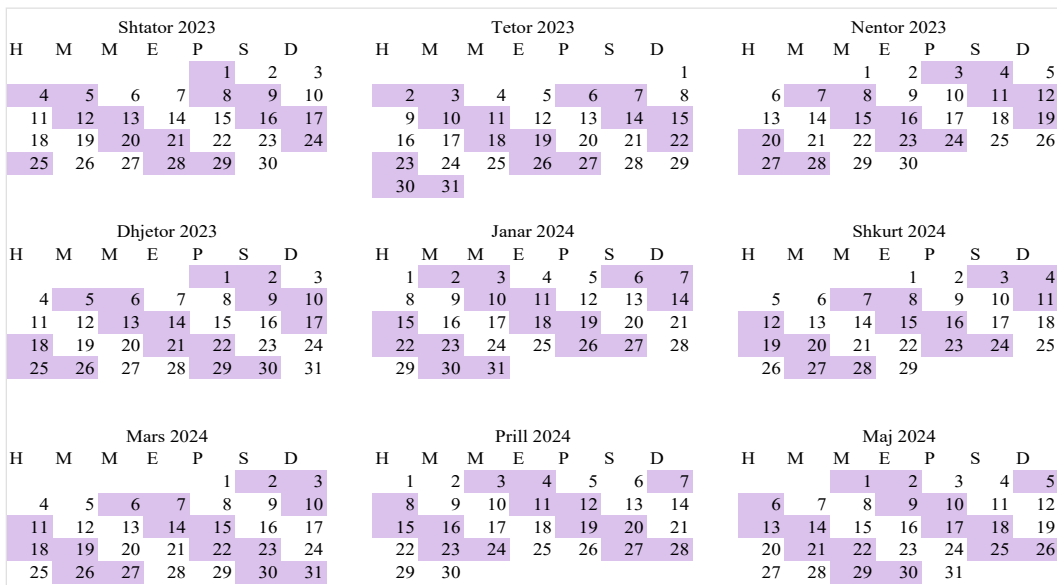 Shtator 2023
H M M E P S D
1 2 3
4 5 6 7 8 9 10
11 12 13 14 15 16 17
18 19 20 21 22 23 24
25 26 27 28 29 30
Tetor 2023
H M M E P S D
1
2 3 4 5 6 7 8
9 10 11 12 13 14 15
16 17 18 19 20 21 22
23 24 25 26 27 28 29
30 31
Nentor 2023
H M M E P S D
1 2 3 4 5
6 7 8 9 10 11 12
13 14 15 16 17 18 19
20 21 22 23 24 25 26
27 28 29 30
Dhjetor 2023
H M M E P S D
1 2 3
4 5 6 7 8 9 10
11 12 13 14 15 16 17
18 19 20 21 22 23 24
25 26 27 28 29 30 31
Janar 2024
H M M E P S D
1 2 3 4 5 6 7
8 9 10 11 12 13 14
15 16 17 18 19 20 21
22 23 24 25 26 27 28
29 30 31
Shkurt 2024
H M M E P S D
1 2 3 4
5 6 7 8 9 10 11
12 13 14 15 16 17 18
19 20 21 22 23 24 25
26 27 28 29
Mars 2024
H M M E P S D
1 2 3
4 5 6 7 8 9 10
11 12 13 14 15 16 17
18 19 20 21 22 23 24
25 26 27 28 29 30 31
Prill 2024
H M M E P S D
1 2 3 4 5 6 7
8 9 10 11 12 13 14
15 16 17 18 19 20 21
22 23 24 25 26 27 28
29 30
Maj 2024
H M M E P S D
1 2 3 4 5
6 7 8 9 10 11 12
13 14 15 16 17 18 19
20 21 22 23 24 25 26
27 28 29 30 31